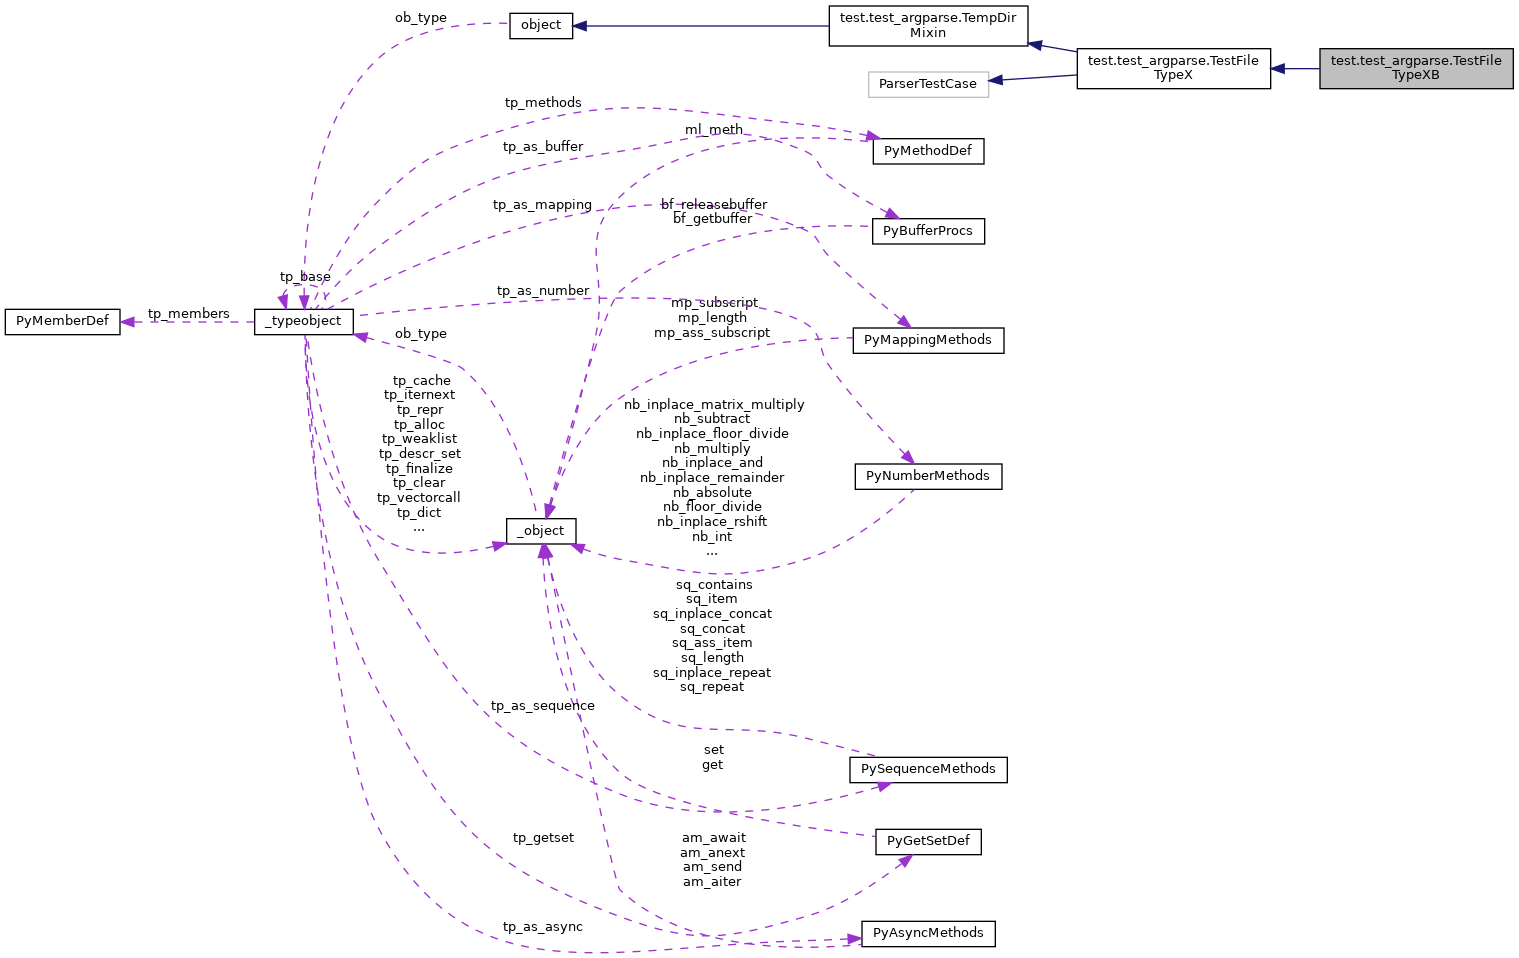 ob_type
object
test.test_argparse.TempDir
Mixin
test.test_argparse.TestFile
TypeX
test.test_argparse.TestFile
TypeXB
ParserTestCase
tp_methods
ml_meth
tp_as_buffer
PyMethodDef
tp_as_mapping
bf_releasebuffer
bf_getbuffer
PyBufferProcs
tp_base
tp_as_number
mp_subscript
mp_length
mp_ass_subscript
PyMemberDef
tp_members
_typeobject
ob_type
PyMappingMethods
tp_cache
tp_iternext
tp_repr
tp_alloc
tp_weaklist
tp_descr_set
tp_finalize
tp_clear
tp_vectorcall
tp_dict
...
nb_inplace_matrix_multiply
nb_subtract
nb_inplace_floor_divide
nb_multiply
nb_inplace_and
nb_inplace_remainder
nb_absolute
nb_floor_divide
nb_inplace_rshift
nb_int
...
PyNumberMethods
_object
sq_contains
sq_item
sq_inplace_concat
sq_concat
sq_ass_item
sq_length
sq_inplace_repeat
sq_repeat
tp_as_sequence
set
get
PySequenceMethods
tp_getset
am_await
am_anext
am_send
am_aiter
PyGetSetDef
tp_as_async
PyAsyncMethods